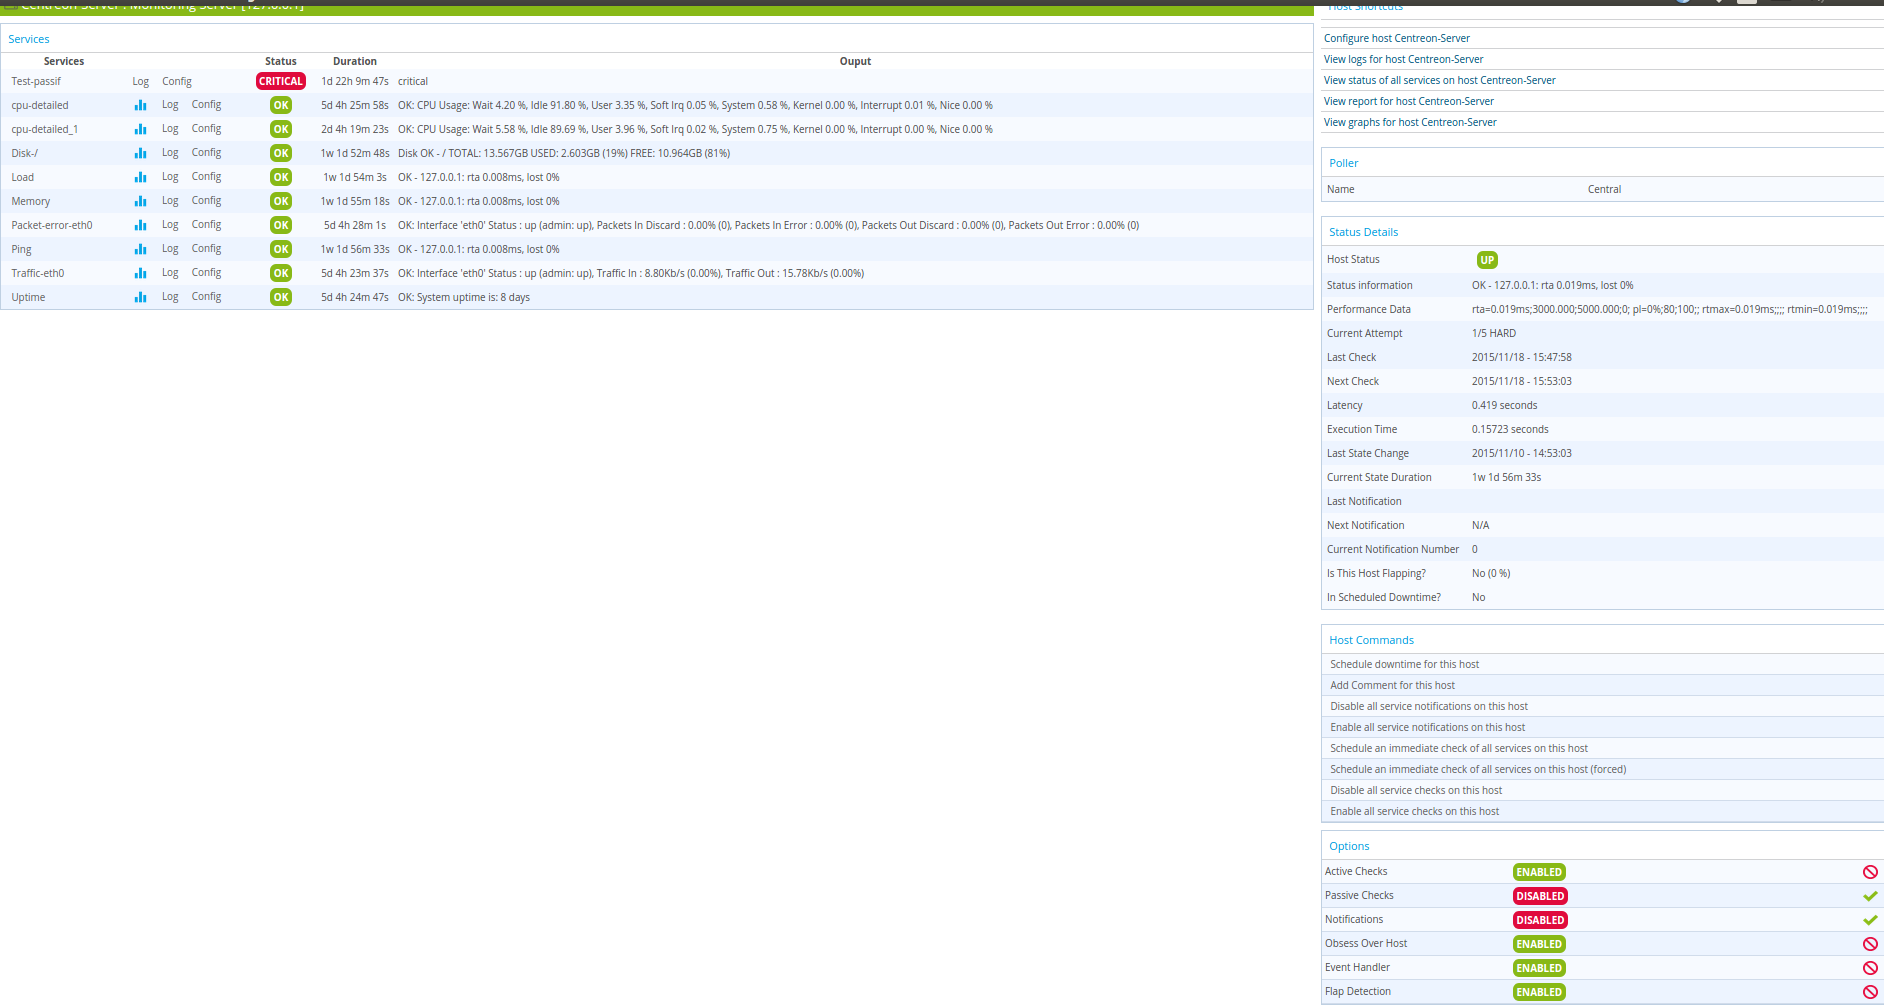 Centreon-Server : Monitoring Server [127.0.0.1]
Services
Services Status Duration Ouput
Test-passif Log Config CRITICAL 1d 22h 9m 47s critical
cpu-detailed Log Config OK 5d 4h 25m 58s OK: CPU Usage: Wait 4.20 %, Idle 91.80 %, User 3.35 %, Soft Irq 0.05 %, System 0.58 %, Kernel 0.00 %, Interrupt 0.01 %, Nice 0.00 %
cpu-detailed_1 Log Config OK 2d 4h 19m 23s OK: CPU Usage: Wait 5.58 %, Idle 89.69 %, User 3.96 %, Soft Irq 0.02 %, System 0.75 %, Kernel 0.00 %, Interrupt 0.00 %, Nice 0.00 %
Disk-/ Log Config OK 1w 1d 52m 48s Disk OK - / TOTAL: 13.567GB USED: 2.603GB (19%) FREE: 10.964GB (81%)
Load Log Config OK 1w 1d 54m 3s OK - 127.0.0.1: rta 0.008ms, lost 0%
Memory Log Config OK 1w 1d 55m 18s OK - 127.0.0.1: rta 0.008ms, lost 0%
Packet-error-eth0 Log Config OK 5d 4h 28m 1s OK: Interface 'eth0' Status : up (admin: up), Packets In Discard : 0.00% (0), Packets In Error : 0.00% (0), Packets Out Discard : 0.00% (0), Packets Out Error : 0.00% (0)
Ping Log Config OK 1w 1d 56m 33s OK - 127.0.0.1: rta 0.008ms, lost 0%
Traffic-eth0 Log Config OK 5d 4h 23m 37s OK: Interface 'eth0' Status : up (admin: up), Traffic In : 8.80Kb/s (0.00%), Traffic Out : 15.78Kb/s (0.00%)
Uptime Log Config OK 5d 4h 24m 47s OK: System uptime is: 8 days
Host Shortcuts
Configure host Centreon-Server
View logs for host Centreon-Server
View status of all services on host Centreon-Server
View report for host Centreon-Server
View graphs for host Centreon-Server
Poller
Name Central
Status Details
Host Status UP
Status information OK - 127.0.0.1: rta 0.019ms, lost 0%
Performance Data rta=0.019ms;3000.000;5000.000;0; pl=0%;80;100;; rtmax=0.019ms;;;; rtmin=0.019ms;;;;
Current Attempt 1/5 HARD
Last Check 2015/11/18 - 15:47:58
Next Check 2015/11/18 - 15:53:03
Latency 0.419 seconds
Execution Time 0.15723 seconds
Last State Change 2015/11/10 - 14:53:03
Current State Duration 1w 1d 56m 33s
Last Notification
Next Notification N/A
Current Notification Number 0
Is This Host Flapping? No (0 %)
In Scheduled Downtime? No
Host Commands
Schedule downtime for this host
Add Comment for this host
Disable all service notifications on this host
Enable all service notifications on this host
Schedule an immediate check of all services on this host
Schedule an immediate check of all services on this host (forced)
Disable all service checks on this host
Enable all service checks on this host
Options
Active Checks ENABLED
Passive Checks DISABLED
Notifications DISABLED
Obsess Over Host ENABLED
Event Handler ENABLED
Flap Detection ENABLED